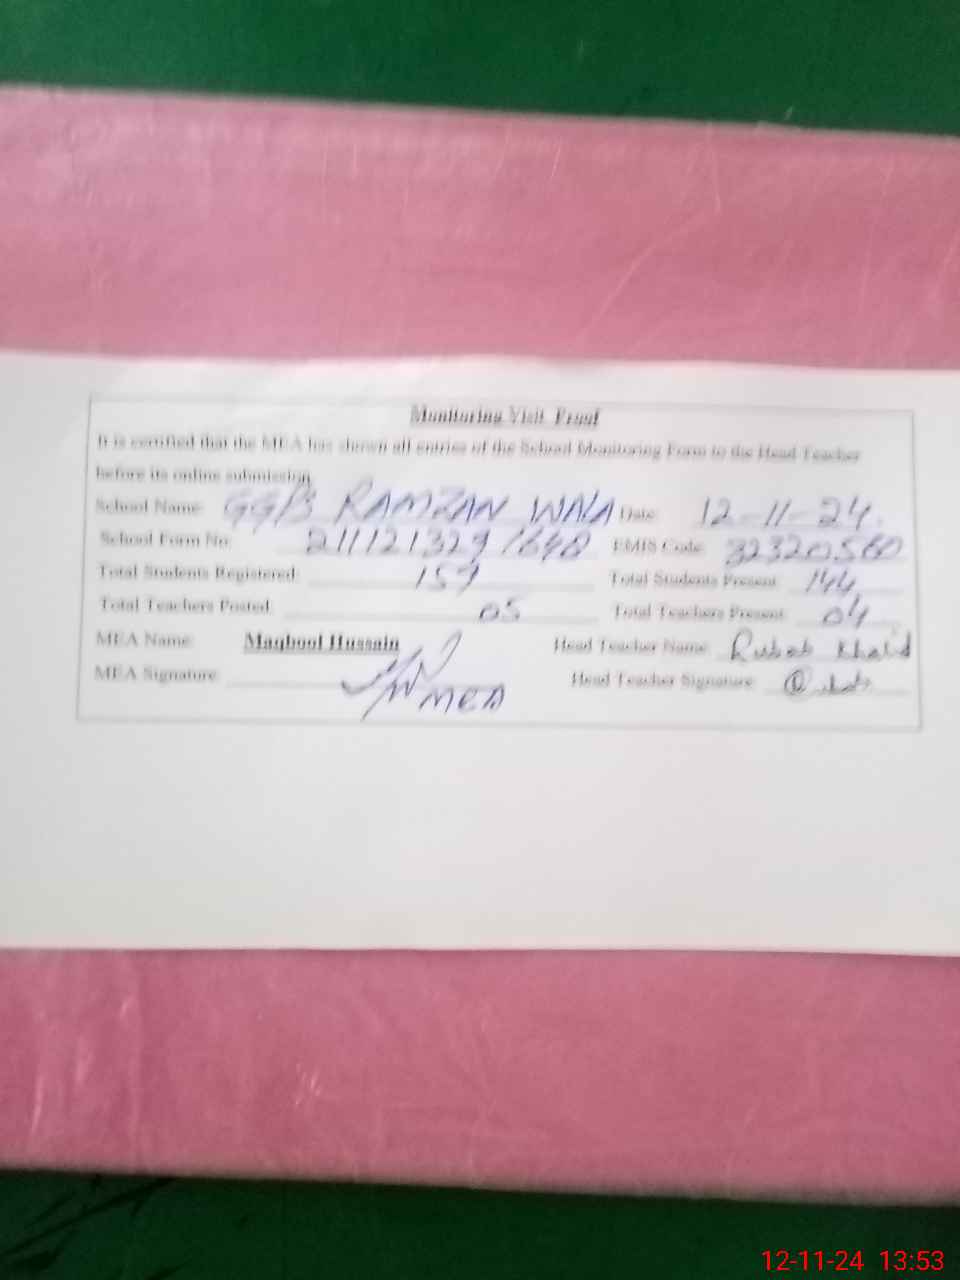 Monitoring Visit Proof
It is certified that the MEA has shown all entries of the School Monitoring Form to the Head Teacher
before its online submission
School Name: RAMZAN WALA Date: 12-11-24
School Form No: EMIS Code: 32320560
Total Students Registered: 157 Total Students Present: 144
Total Teachers Posted: 05 Total Teachers Present: 04
MEA Name: Maqbool Hussain Head Teacher Name: Rubab Khalid
MEA Signature MEA Head Teacher Signature
12-11-24 13:53